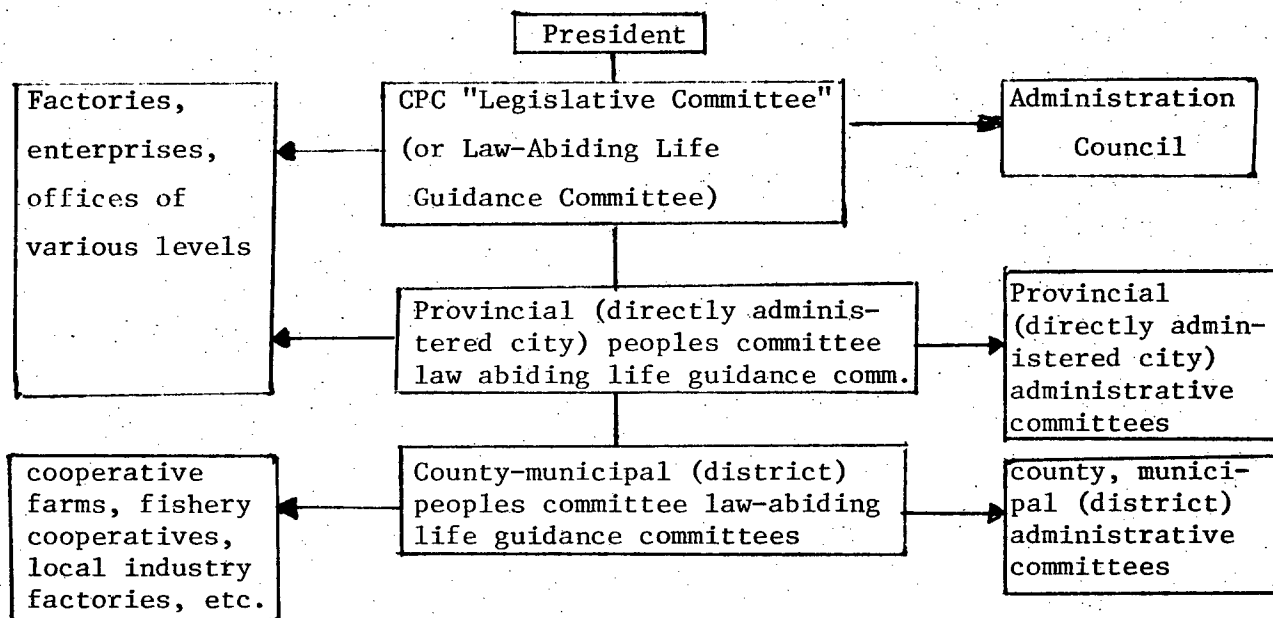 President
Factories,
enterprises,
offices of
various levels
CPC "Legislative Committee"
(or Law-Abiding Life
Guidance Committee)
Administration
Council
Provincial (directly adminis-
tered city) peoples committee
law abiding life guidance comm.
Provincial
(directly admin-
istered city)
administrative
committees
cooperative
farms, fishery
cooperatives,
local industry
factories, etc.
County-municipal (district)
peoples committee law-abiding
life guidance committees
county, munici-
pal (district)
administrative
committees